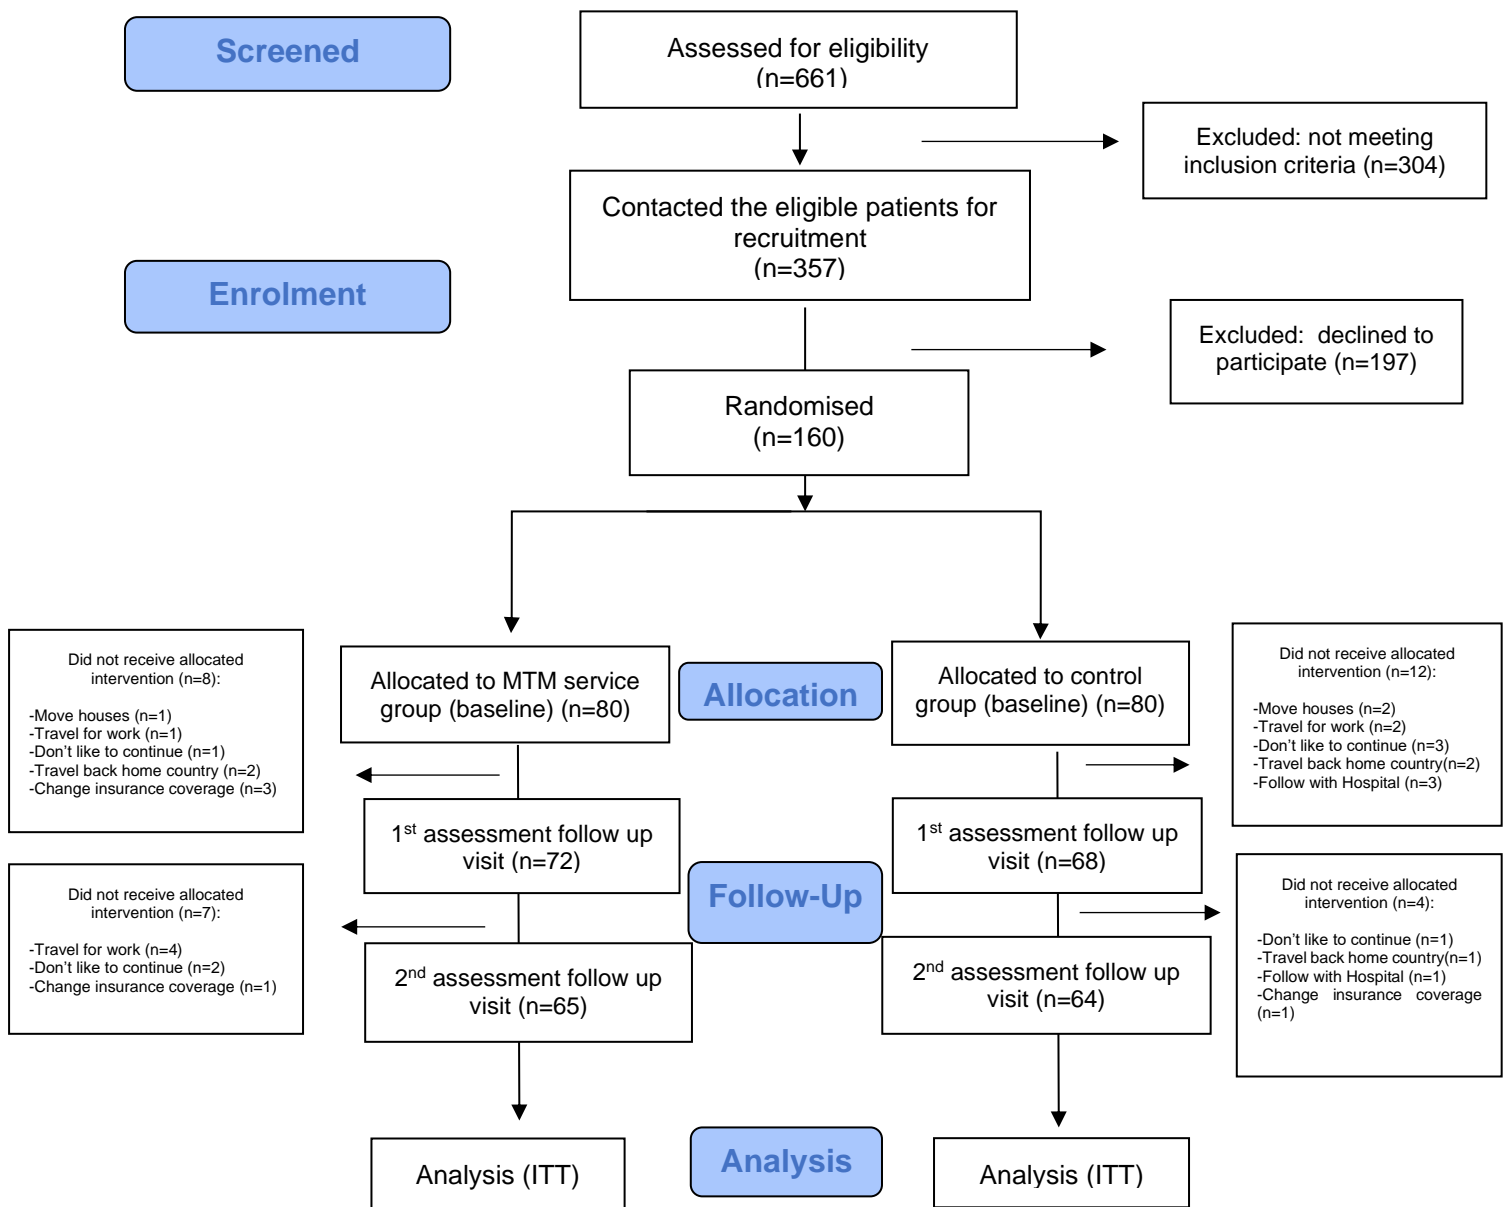 Screened
Assessed for eligibility
(n=661)
Excluded: not meeting
inclusion criteria (n=304)
Contacted the eligible patients for
recruitment
(n=357)
Enrolment
Excluded:  declined to
participate (n=197)
Randomised
(n=160)
Did not receive allocated
intervention (n=8):
-Move houses (n=1)
-Travel for work (n=1)
-Don't like to continue (n=1)
-Travel back home country (n=2)
-Change insurance coverage (n=3)
Allocated to MTM service
group (baseline) (n=80)
Allocation
Allocated to control
group (baseline) (n=80)
Did not receive allocated
intervention (n=12):
-Move houses (n=2)
-Travel for work (n=2)
-Don't like to continue (n=3)
-Travel back home country(n=2)
-Follow with Hospital (n=3)
1st assessment follow up
visit (n=72)
1st assessment follow up
visit (n=68)
Did not receive allocated
intervention (n=7):
-Travel for work (n=4)
-Don't like to continue (n=2)
-Change insurance coverage (n=1)
Follow-Up
Did not receive allocated
intervention (n=4):
-Don't like to continue (n=1)
-Travel back home country(n=1)
-Follow with Hospital (n=1)
-Change insurance coverage
(n=1)
2nd assessment follow up
visit (n=65)
2nd assessment follow up
visit (n=64)
Analysis (ITT)
Analysis
Analysis (ITT)